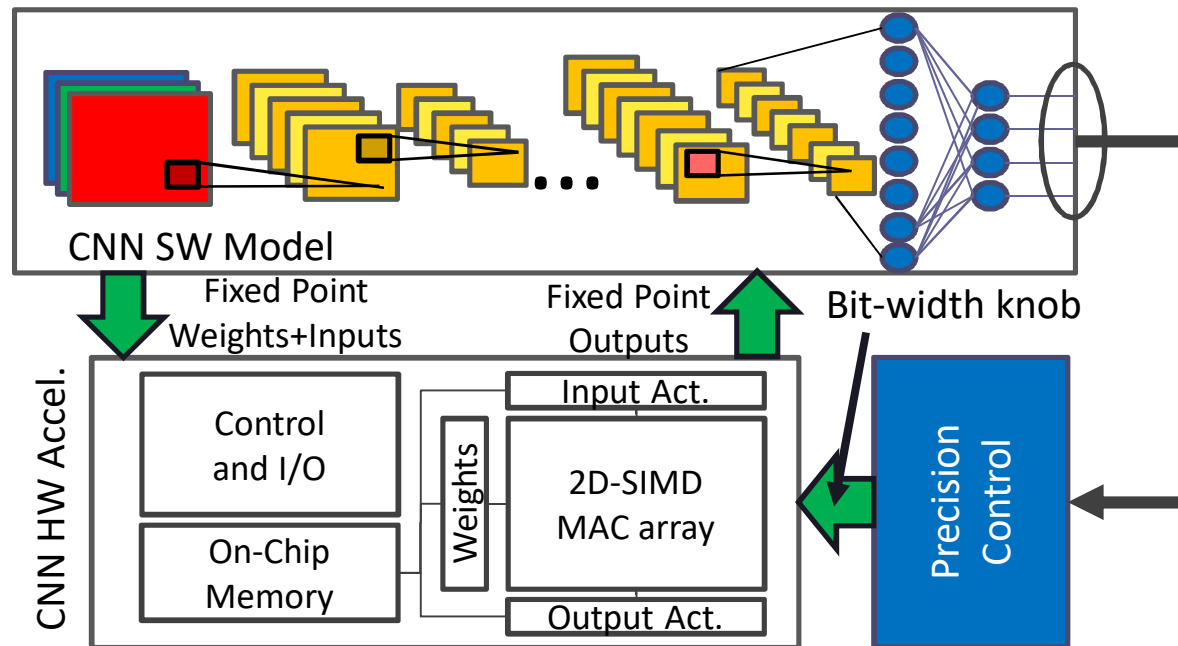 CNN SW Model
Fixed Point
Weights+Inputs
Fixed Point
Outputs
Bit-width knob
CNN HW Accel.
Control
and I/O
On-Chip
Memory
Weights
Input Act.
2D-SIMD
MAC array
Output Act.
Precision
Control